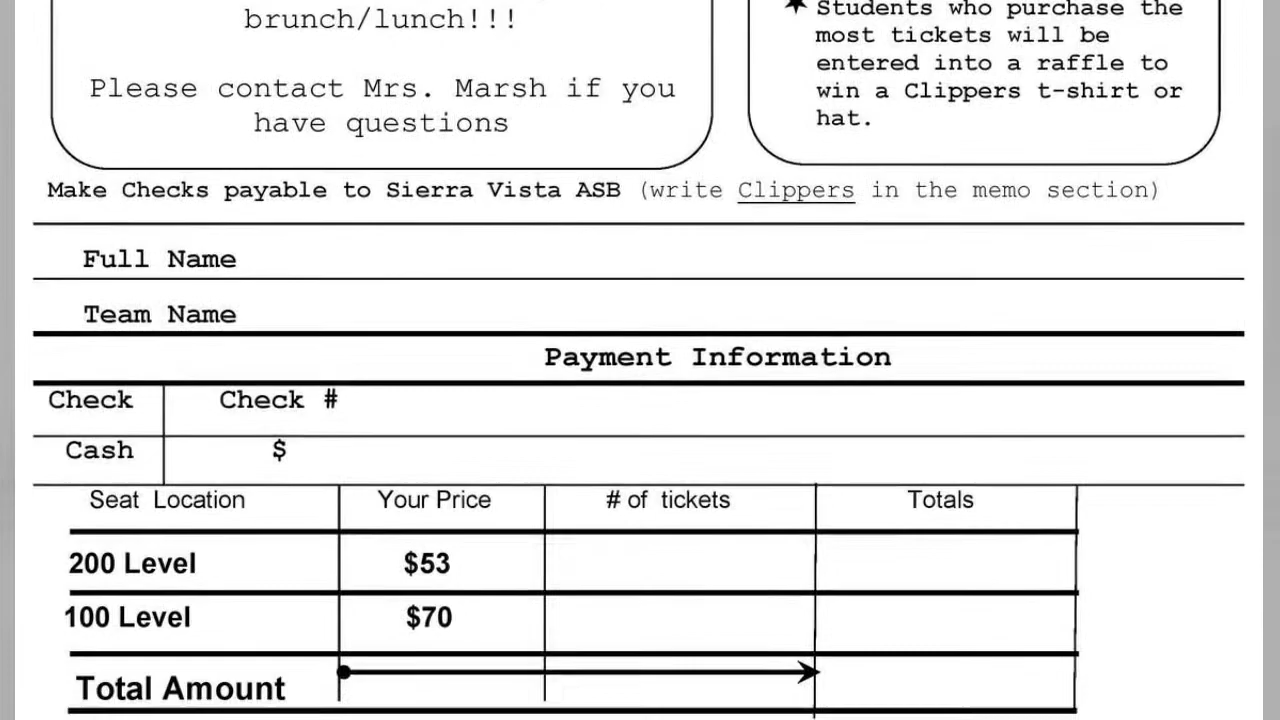 brunch/lunch!!!
Please contact Mrs. Marsh if you
have questions
Students who purchase the
most tickets will be
entered into a raffle to
win a Clippers t-shirt or
hat.
Make Checks payable to Sierra Vista ASB (write Clippers in the memo section)
Full Name
Team Name
Payment Information
Check Check #
Cash $
Seat Location Your Price # of tickets Totals
200 Level $53
100 Level $70
Total Amount